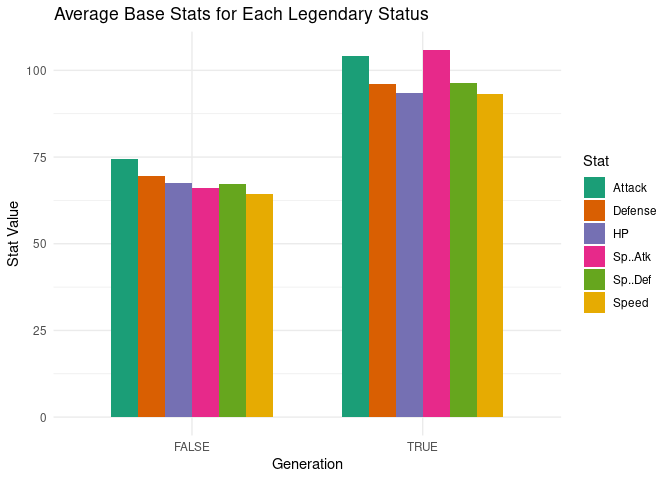 Average Base Stats for Each Legendary Status
Stat Value
100
75
50
25
0
FALSE
TRUE
Generation
Stat
Attack
Defense
HP
Sp..Atk
Sp..Def
Speed